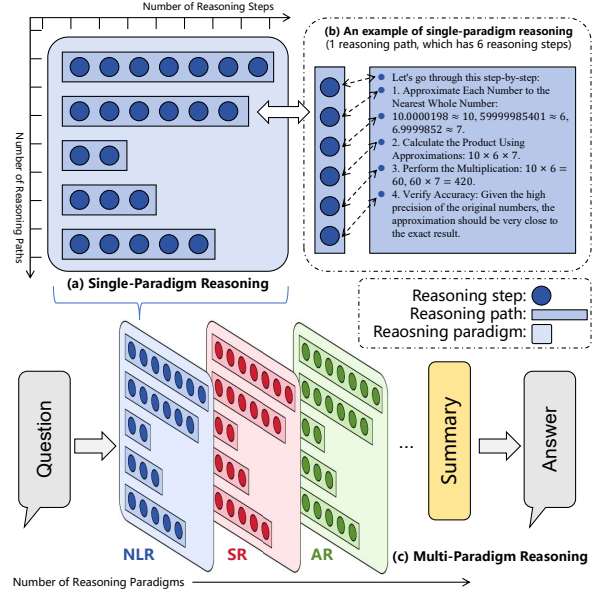 Number of Reasoning Steps
Number of Reasoning Paths
(a) Single-Paradigm Reasoning
(b) An example of single-paradigm reasoning
(1 reasoning path, which has 6 reasoning steps)
Let's go through this step-by-step:
1. Approximate Each Number to the
Nearest Whole Number:
10.0000198 ≈ 10, 59999985401 ≈ 6,
6.9999852 ≈ 7.
2. Calculate the Product Using
Approximations: 10 × 6 × 7.
3. Perform the Multiplication: 10 × 6 =
60, 60 × 7 = 420.
4. Verify Accuracy: Given the high
precision of the original numbers, the
approximation should be very close to
the exact result.
Reasoning step:
Reasoning path:
Reaosning paradigm:
Question
NLR
SR
AR
...
Summary
Answer
(c) Multi-Paradigm Reasoning
Number of Reasoning Paradigms